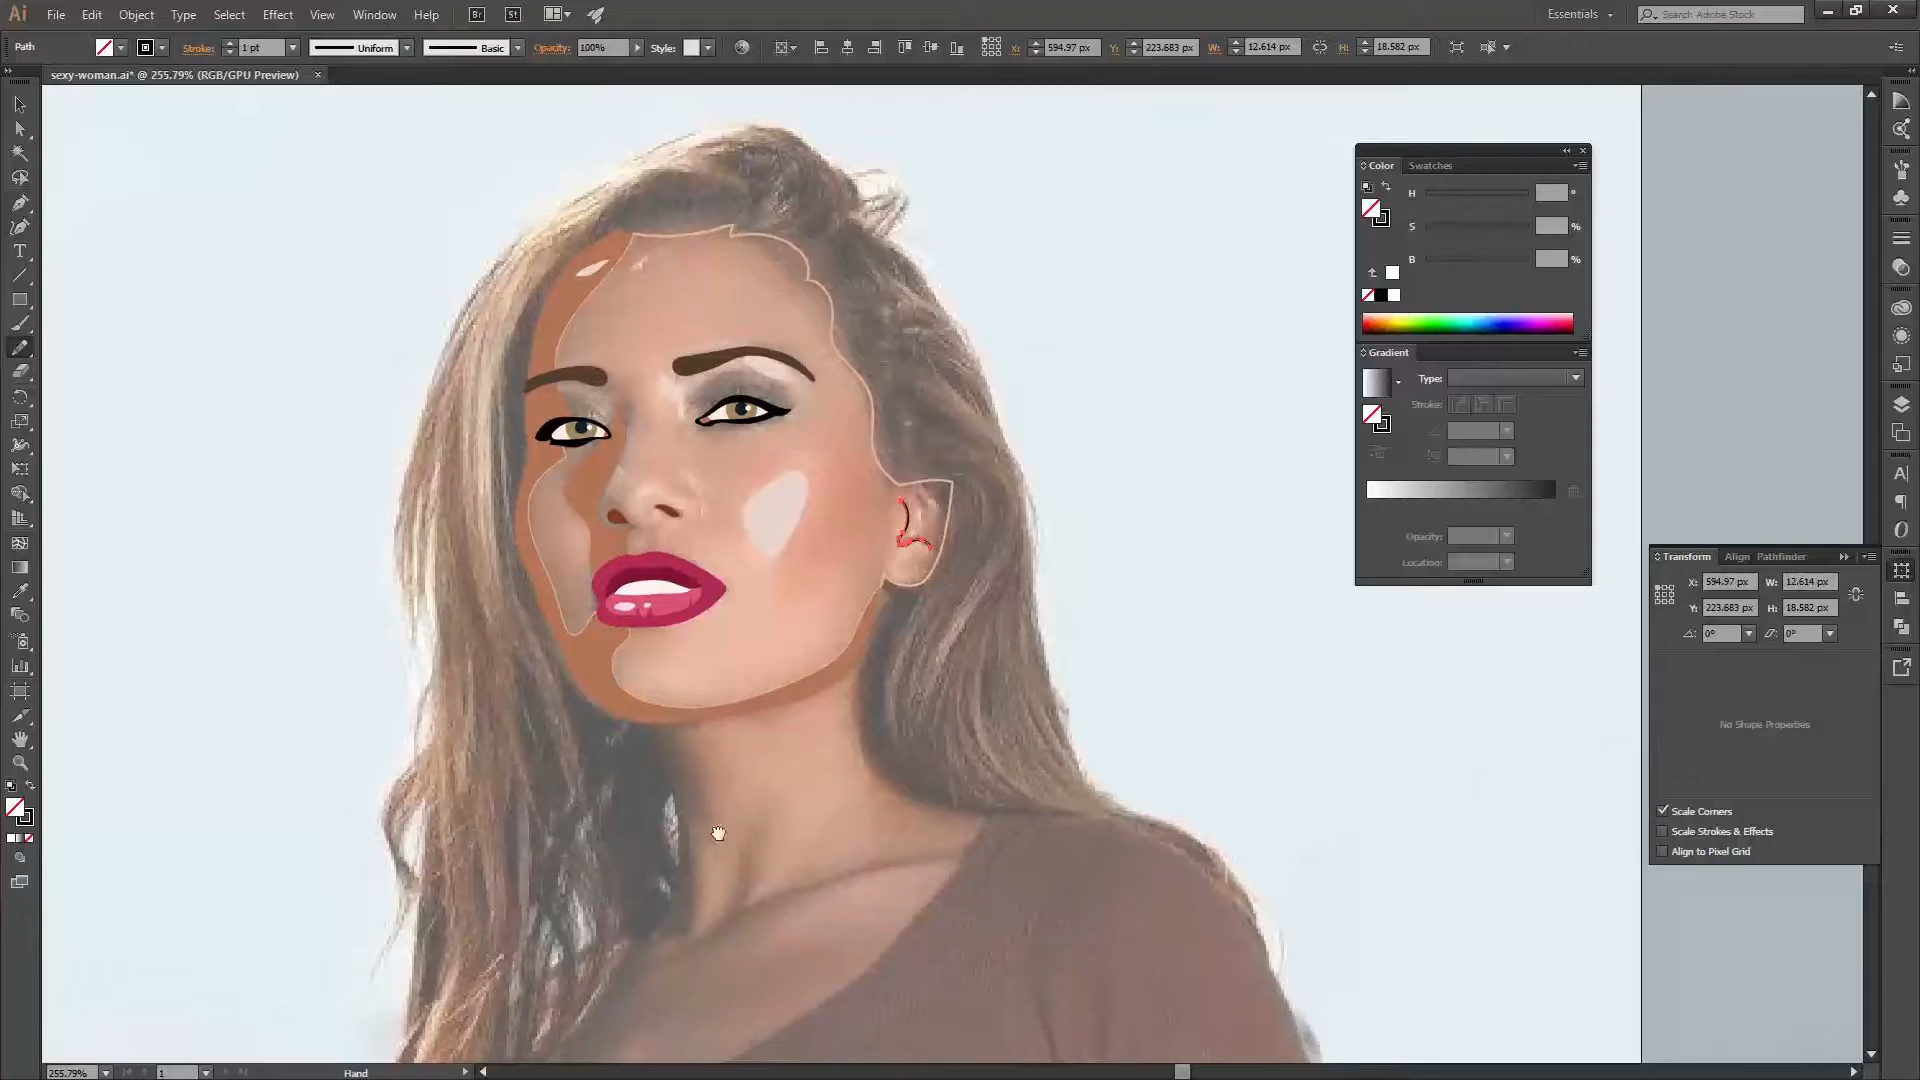 Ai File Edit Object Type Select Effect View Window Help Br St Essentials Search Adobe Stock
Path Stroke: 1 pt Uniform Basic Opacity: 100% Style: X: 594.97 px Y: 223.683 px W: 12.614 px H: 18.582 px
sexy-woman.ai* @ 255.79% (RGB/GPU Preview)
Color Swatches
H °
S %
B %
Gradient
Type:
Stroke:
Opacity:
Location:
Transform Align Pathfinder
X: 594.97 px W: 12.614 px
Y: 223.683 px H: 18.582 px
0° 0°
No Shape Properties
Scale Corners
Scale Strokes & Effects
Align to Pixel Grid
255.79% 1 Hand